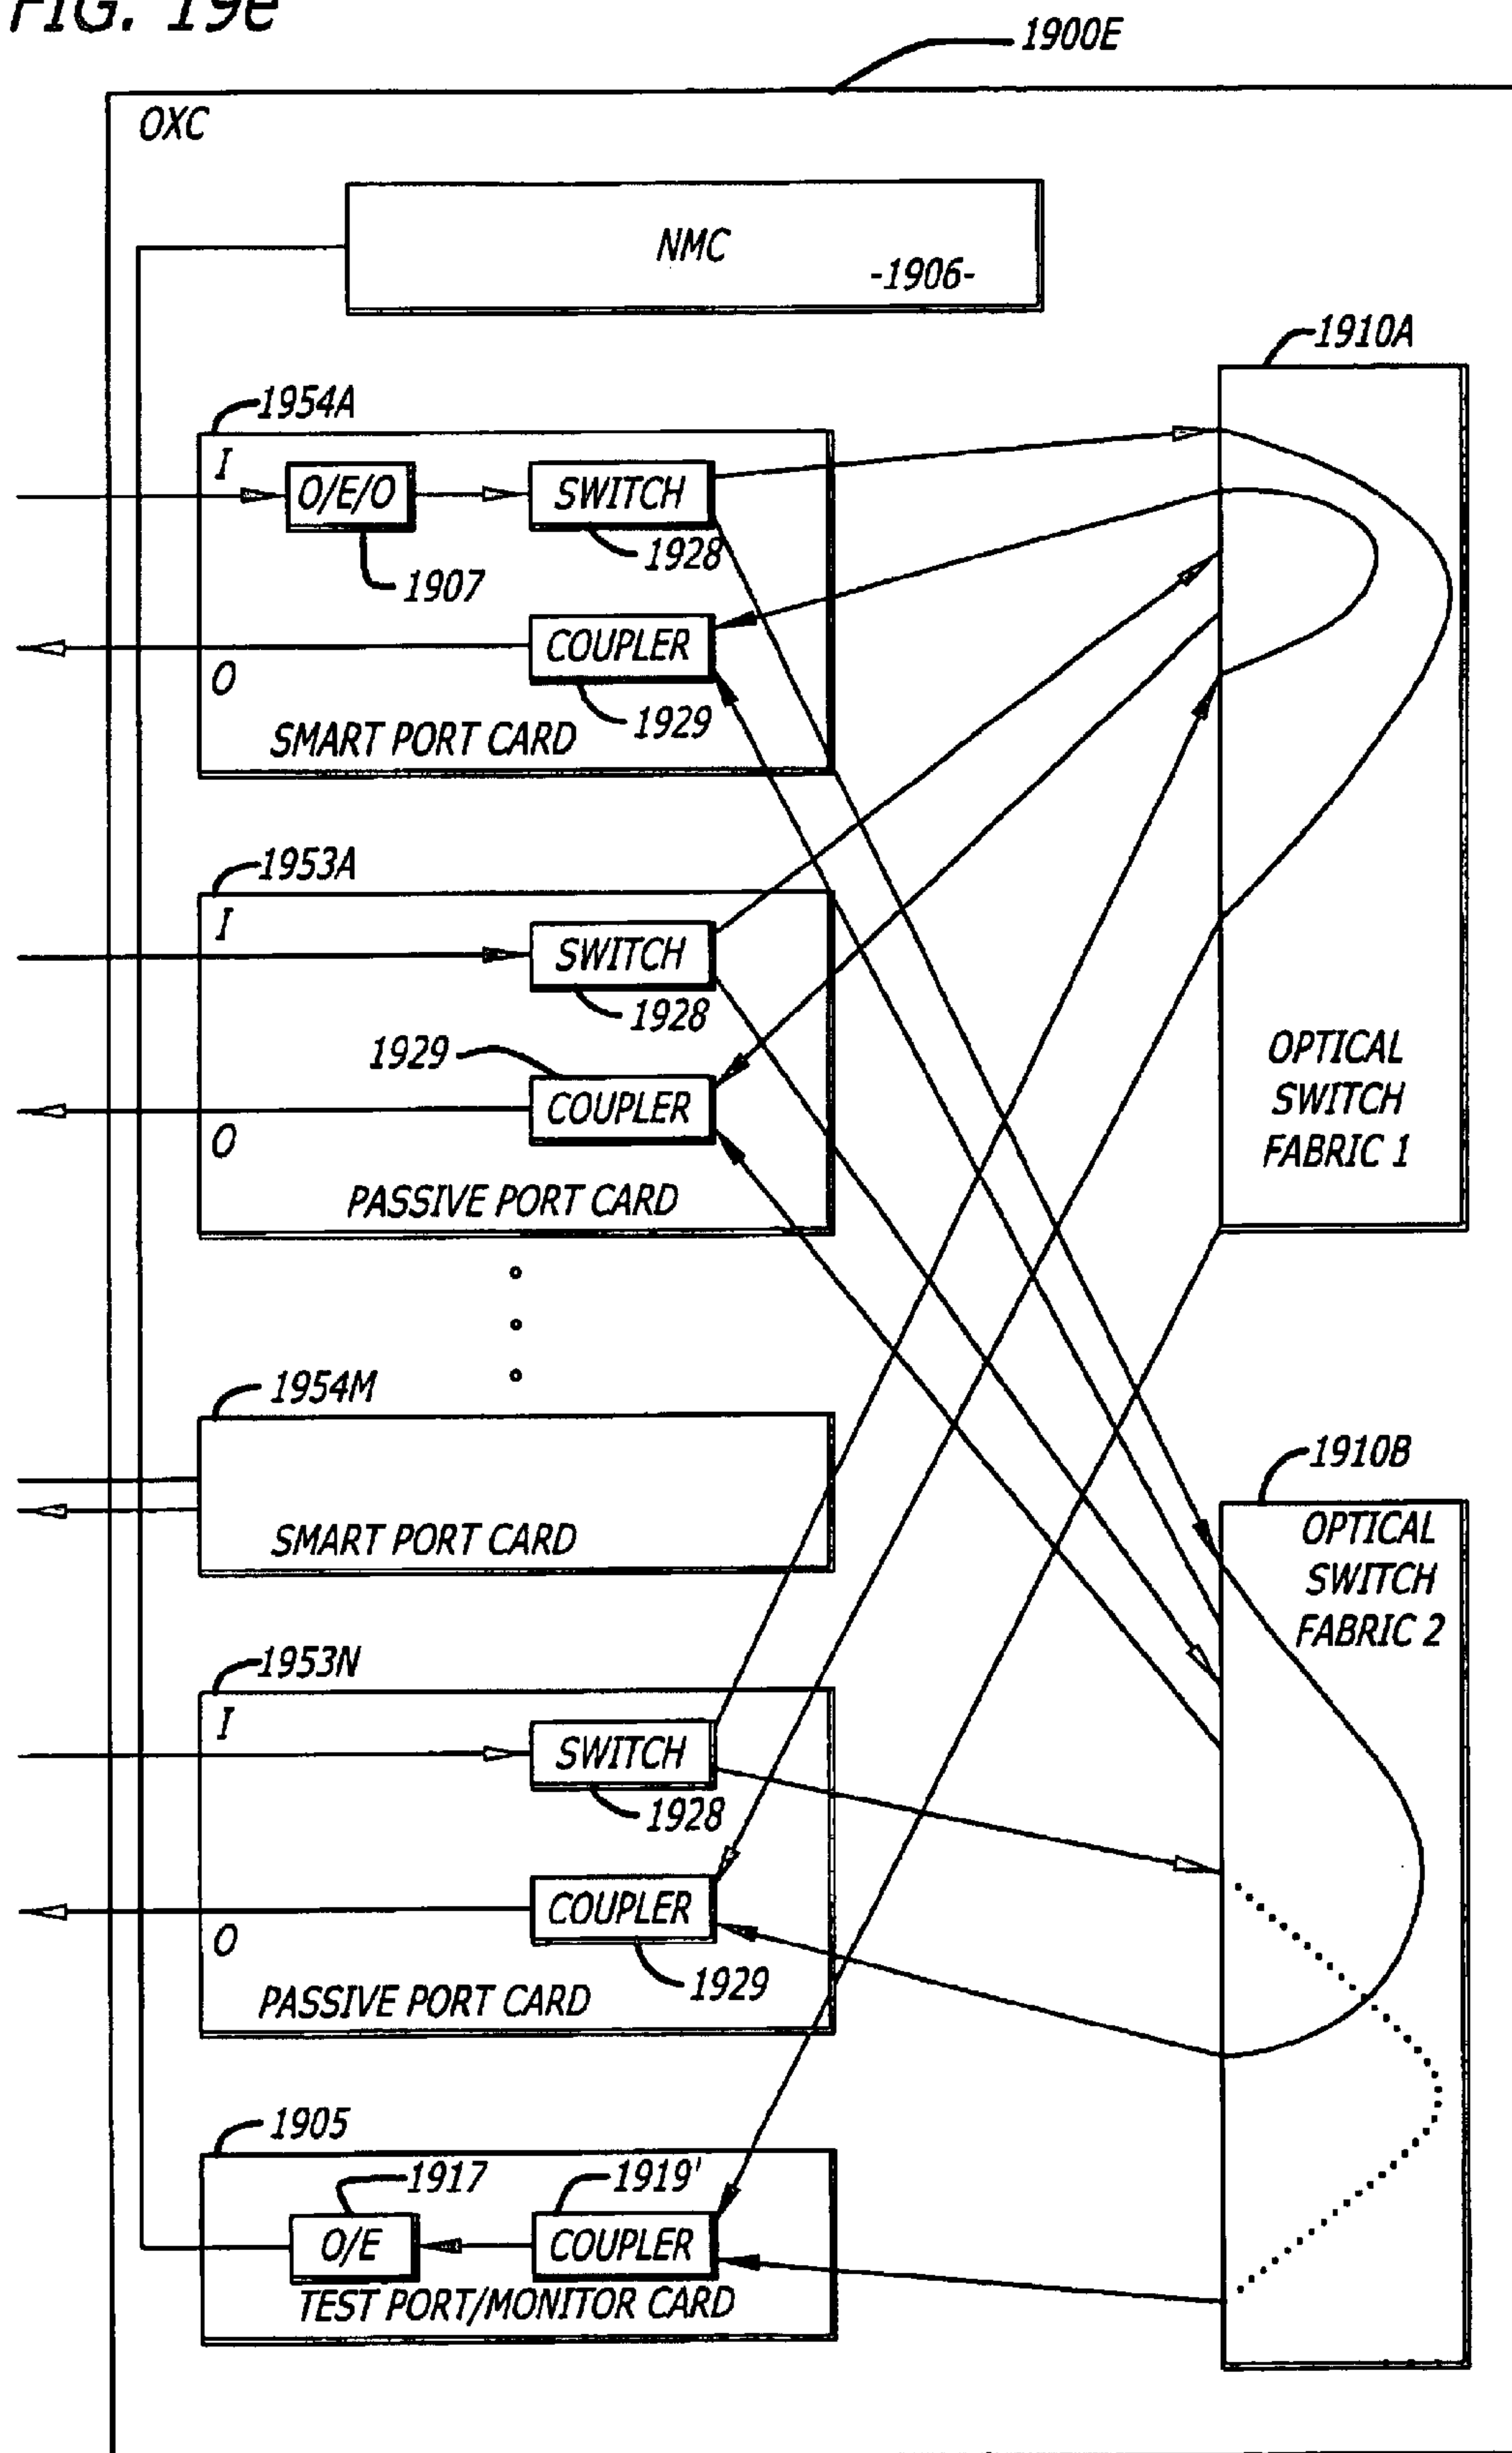 FIG. 19e
1900E
OXC
NMC
-1906-
1910A
1954A
I
O/E/O
SWITCH
1928
1907
COUPLER
O
1929
SMART PORT CARD
1953A
I
SWITCH
1928
1929
COUPLER
O
PASSIVE PORT CARD
OPTICAL
SWITCH
FABRIC 1
1954M
SMART PORT CARD
1910B
OPTICAL
SWITCH
FABRIC 2
1953N
I
SWITCH
1928
COUPLER
O
1929
PASSIVE PORT CARD
1905
1917
1919'
O/E
COUPLER
TEST PORT/MONITOR CARD